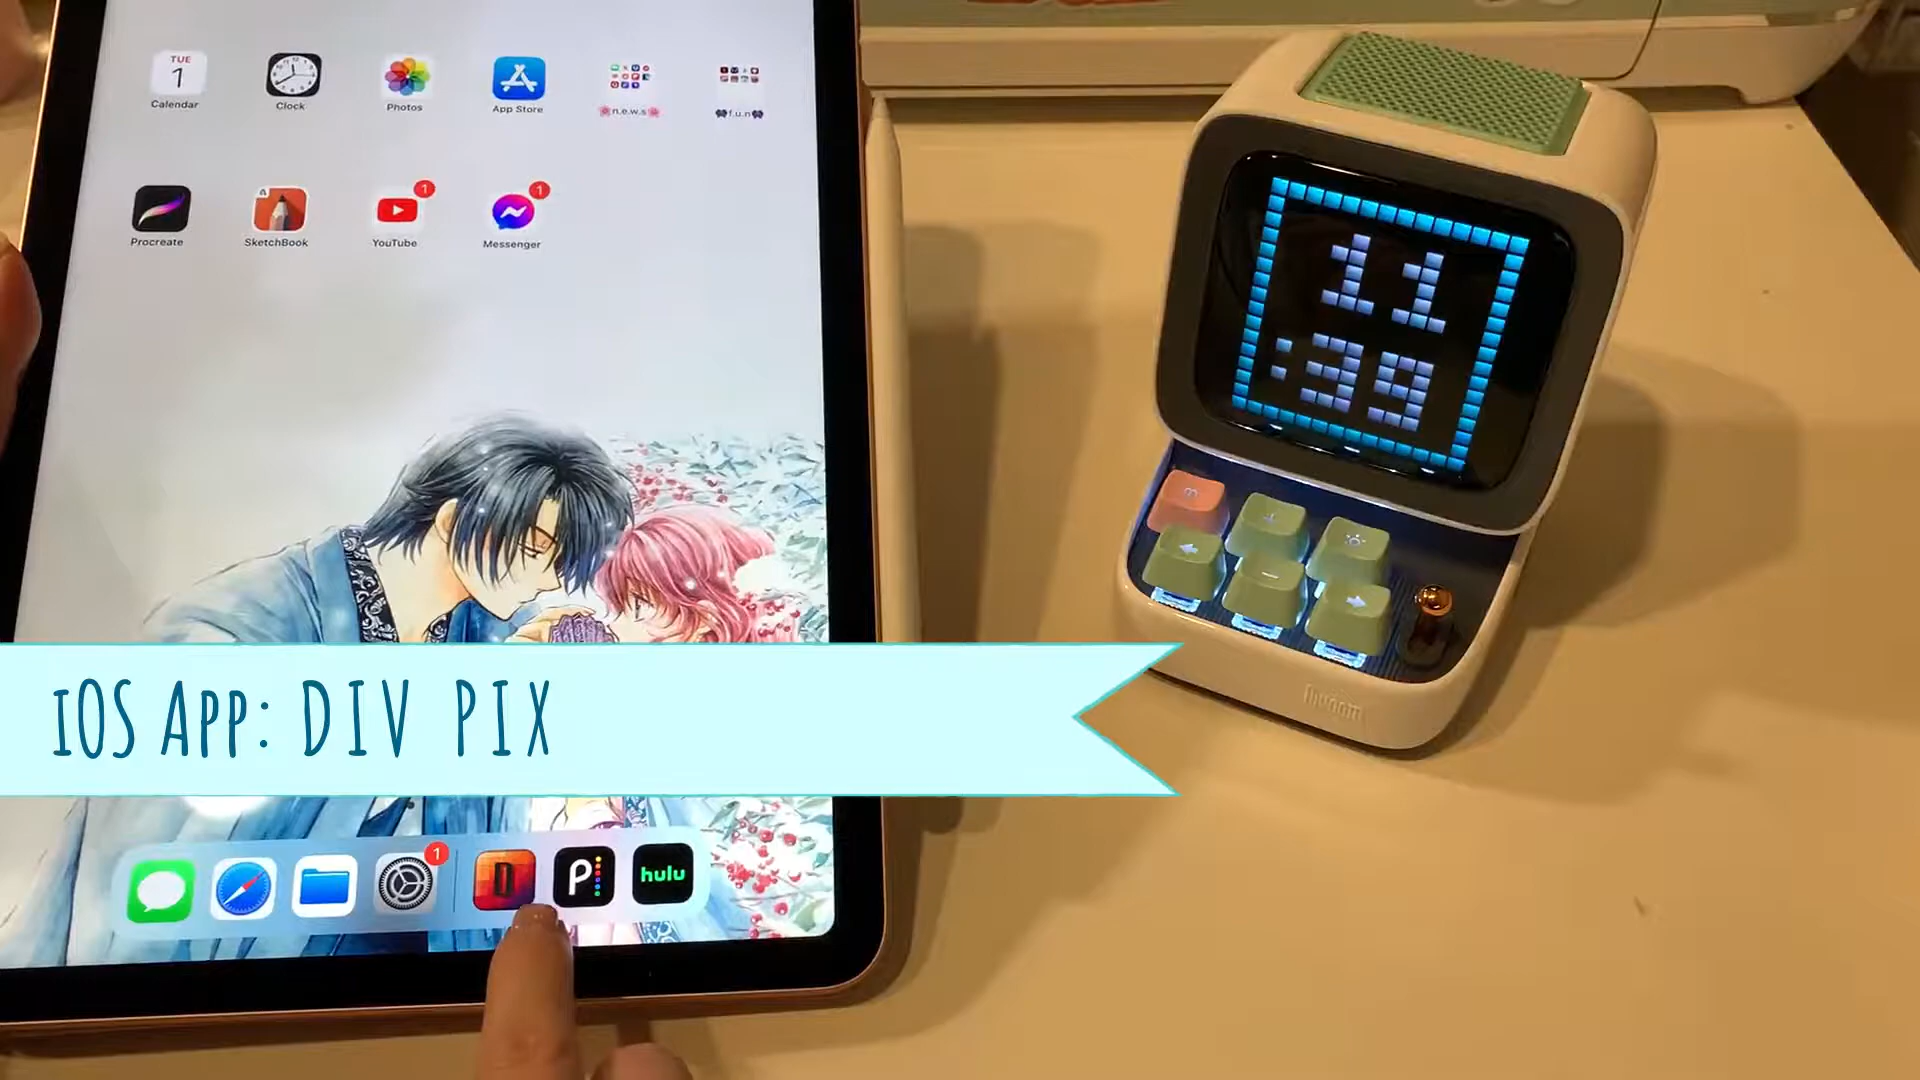 TUE
1
Calendar
Clock
Photos
App Store
n.e.w.s
f.u.n
Procreate
A
SketchBook
1
YouTube
1
Messenger
11
:39
m
iOS App: DIV PIX
1
D
P
hulu
Divoom